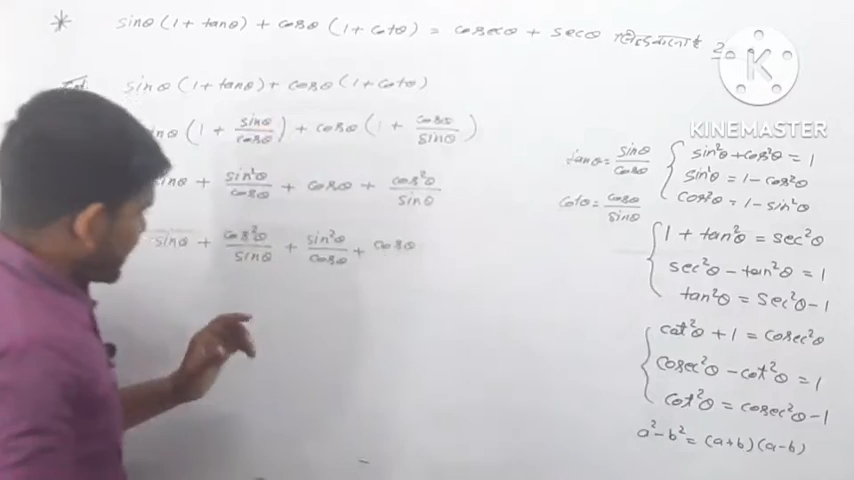 * sinθ (1 + tanθ) + cosθ (1 + cotθ) = cosecθ + secθ
sinθ (1 + tanθ) + cosθ (1 + cotθ)
nθ (1 + sinθ/cosθ) + cosθ (1 + cosθ/sinθ)
inθ + sin²θ/cosθ + cosθ + cos²θ/sinθ
sinθ + cos²θ/sinθ + sin²θ/cosθ + cosθ
K
KINEMASTER
tanθ = sinθ/cosθ
cotθ = cosθ/sinθ
sin²θ + cos²θ = 1
sin²θ = 1 - cos²θ
cos²θ = 1 - sin²θ
1 + tan²θ = sec²θ
sec²θ - tan²θ = 1
tan²θ = sec²θ - 1
cot²θ + 1 = cosec²θ
cosec²θ - cot²θ = 1
cot²θ = cosec²θ - 1
a² - b² = (a+b) (a-b)